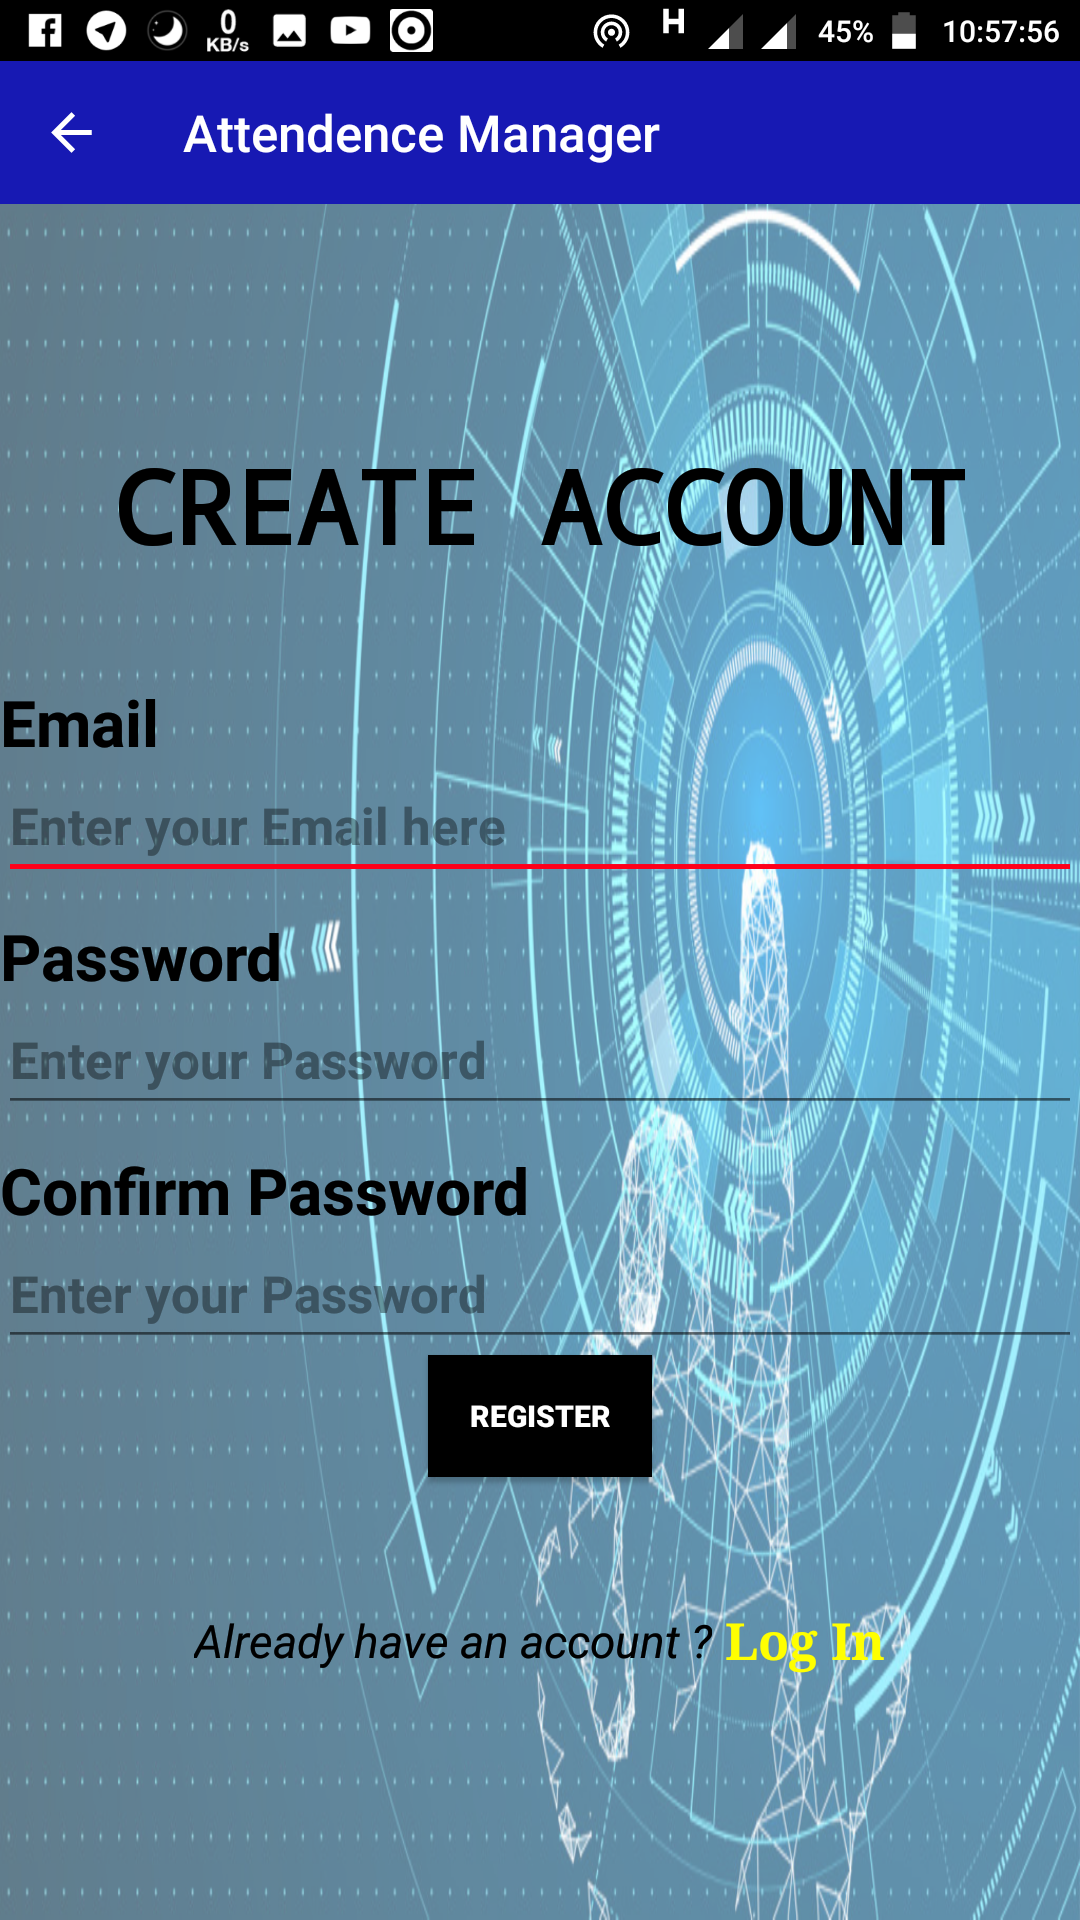 0
KB/s
H
45%
10:57:56
Attendence Manager
CREATE ACCOUNT
Email
Enter your Email here
Password
Enter your Password
Confirm Password
Enter your Password
REGISTER
Already have an account ? Log In